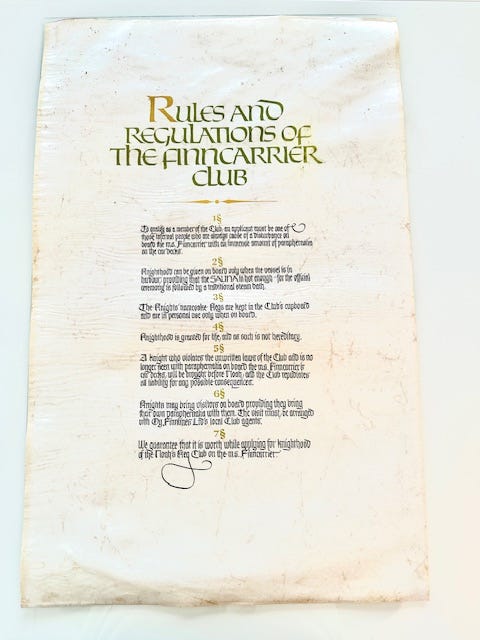 RULES AND
REGULATIONS OF
THE FINNCARRIER
CLUB
1§
To qualify as a member of the Club, an applicant must be one of
those infernal people who are always cause of a disturbance on
board the m.s. Finncarrier with an immense amount of paraphernalia
on the car decks.
2§
Knighthood can be given on board only when the vessel is in
harbour, providing that the SAUNA is hot enough - for the official
ceremony is followed by a traditional steam bath.
3§
The Knights' namesake Kegs are kept in the Club's cupboard
and are in personal use only when on board.
4§
Knighthood is granted for life, and as such is not hereditary.
5§
A knight who violates the unwritten laws of the Club and is no
longer seen with paraphernalia on board the m.s. Finncarrier's
car decks, will be brought before Noah, and the Club repudiates
all liability for any possible consequences.
6§
Knights may bring visitors on board providing they bring
their own paraphernalia with them. The visit must be arranged
with Oy Finnlines Ltd's local Club agents.
7§
We guarantee that it is worth while applying for knighthood
of the Noah's Keg Club on the m.s. Finncarrier.